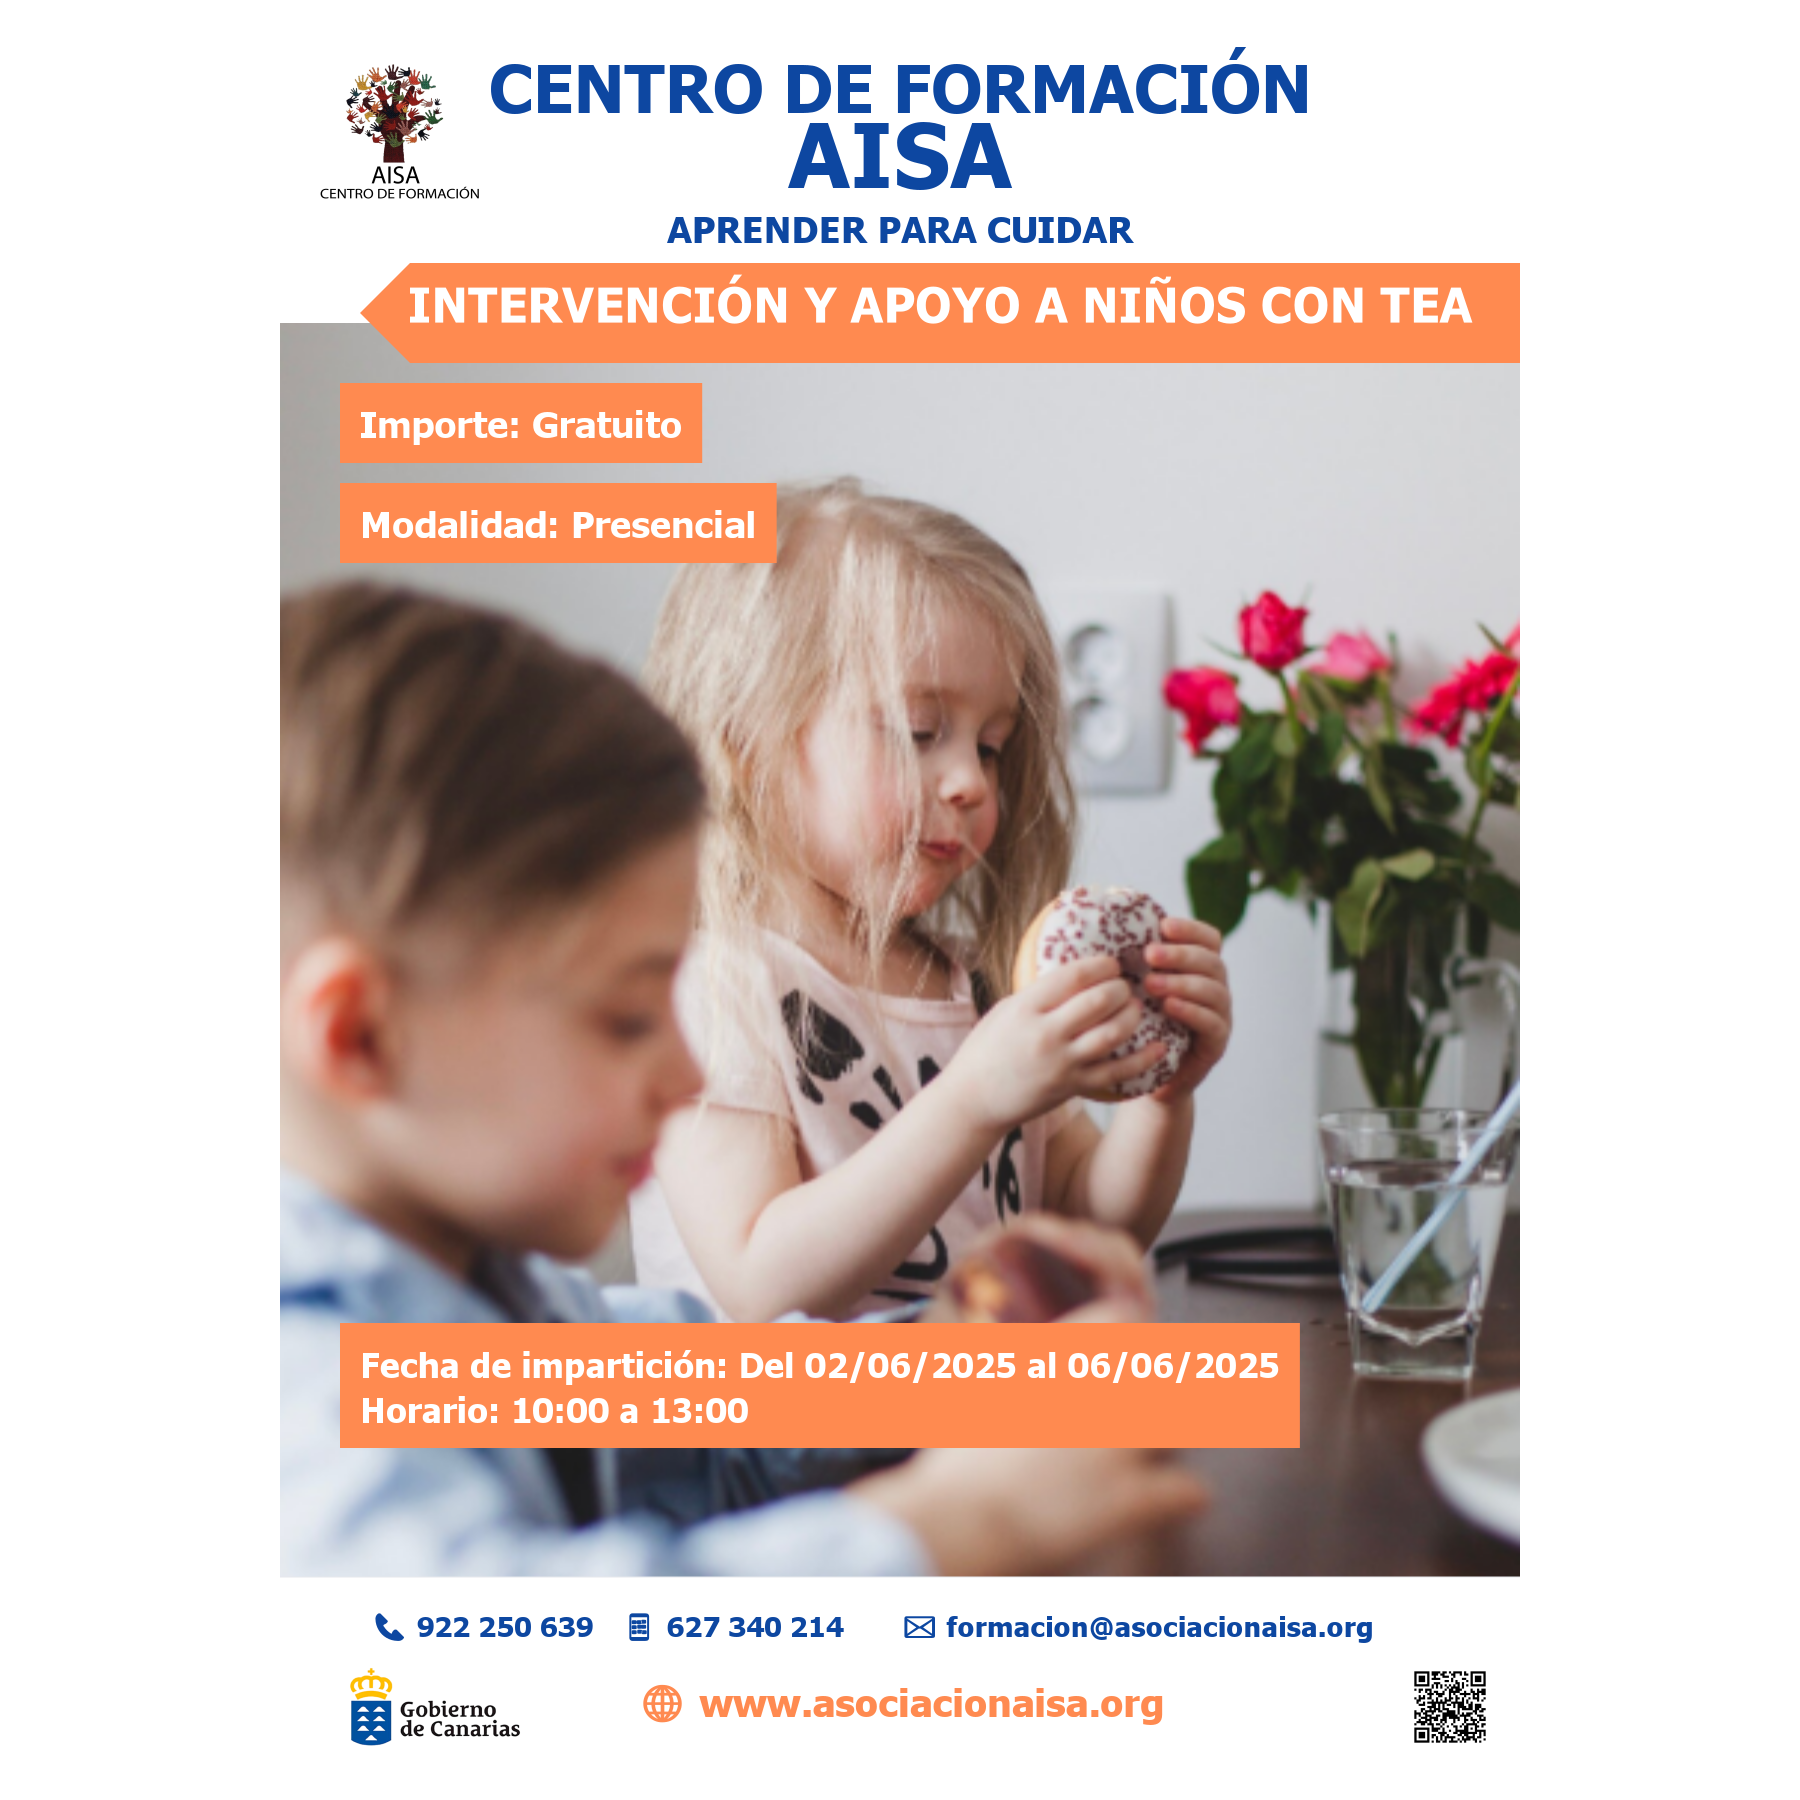 AISA
CENTRO DE FORMACIÓN
CENTRO DE FORMACIÓN
AISA
APRENDER PARA CUIDAR
INTERVENCIÓN Y APOYO A NIÑOS CON TEA
Importe: Gratuito
Modalidad: Presencial
Fecha de impartición: Del 02/06/2025 al 06/06/2025
Horario: 10:00 a 13:00
922 250 639
627 340 214
formacion@asociacionaisa.org
Gobierno
de Canarias
www.asociacionaisa.org